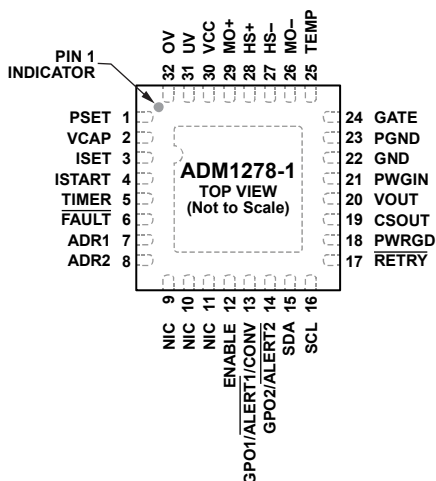 32 OV
31 UV
30 VCC
29 MO+
28 HS+
27 HS–
26 MO–
25 TEMP
PIN 1
INDICATOR
PSET 1
VCAP 2
ISET 3
ISTART 4
TIMER 5
FAULT 6
ADR1 7
ADR2 8
ADM1278-1
TOP VIEW
(Not to Scale)
24 GATE
23 PGND
22 GND
21 PWGIN
20 VOUT
19 CSOUT
18 PWRGD
17 RETRY
NIC 9
NIC 10
NIC 11
ENABLE 12
GPO1/ALERT1/CONV 13
GPO2/ALERT2 14
SDA 15
SCL 16